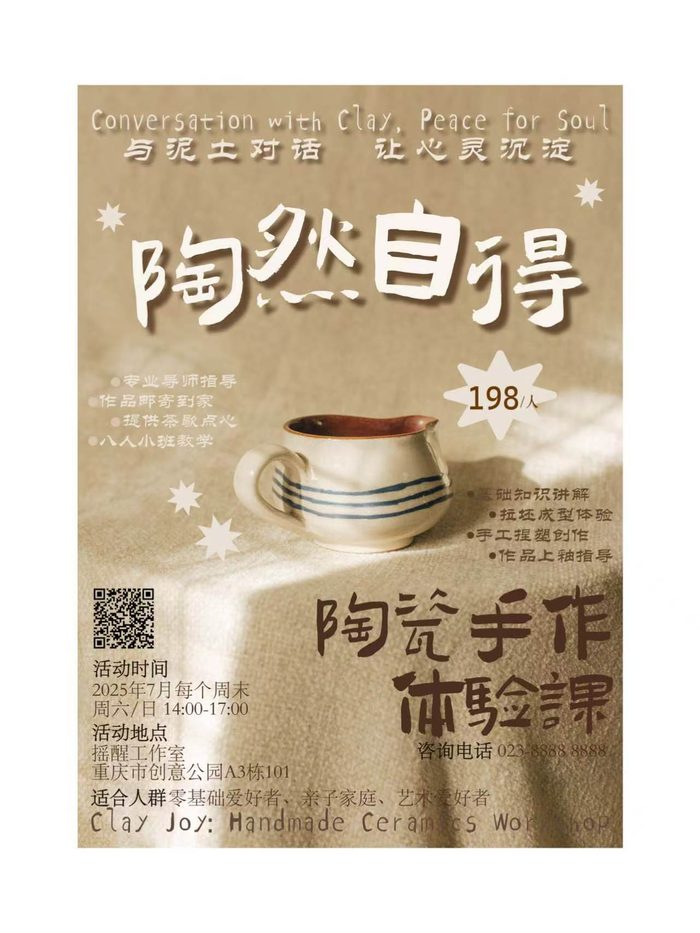 Conversation with Clay, Peace for Soul
与泥土对话 让心灵沉淀
陶然自得
●专业导师指导
●作品邮寄到家
●提供茶歇点心
●八人小班教学
198/人
●基础知识讲解
●拉坯成型体验
●手工捏塑创作
●作品上釉指导
陶瓷手作
体验課
咨询电话 023-8888 8888
活动时间
2025年7月每个周末
周六/日 14:00-17:00
活动地点
摇醒工作室
重庆市创意公园A3栋101
适合人群零基础爱好者、亲子家庭、艺术爱好者
Clay Joy: Handmade Ceramics Workshop